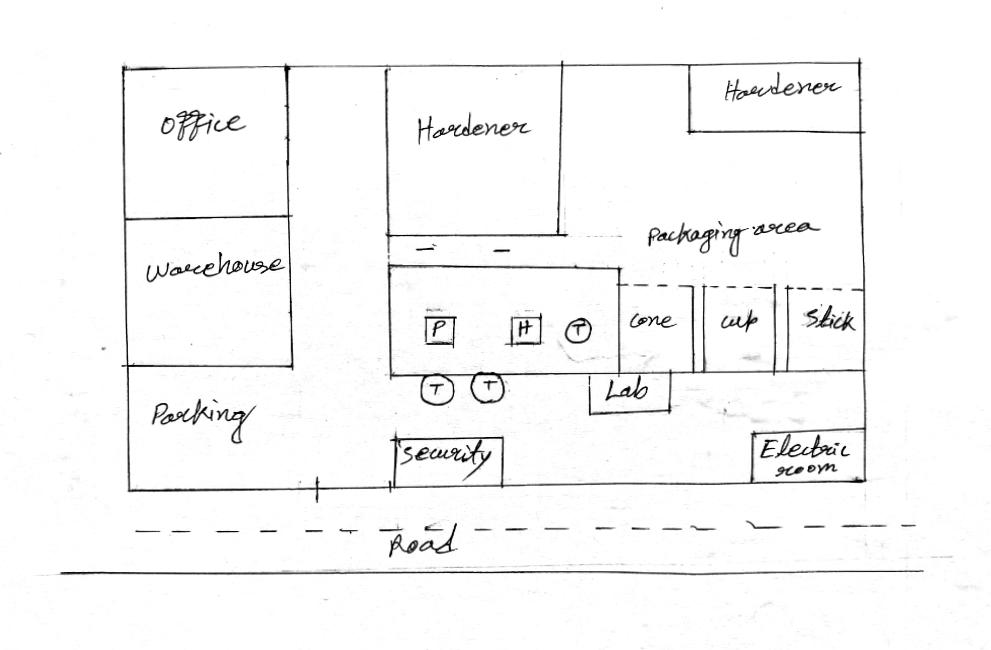 Office
Hardener
Hardener
Warehouse
Packaging area
P
H
T
cone
cup
Stick
T
T
Lab
Parking
Security
Electric
room
Road